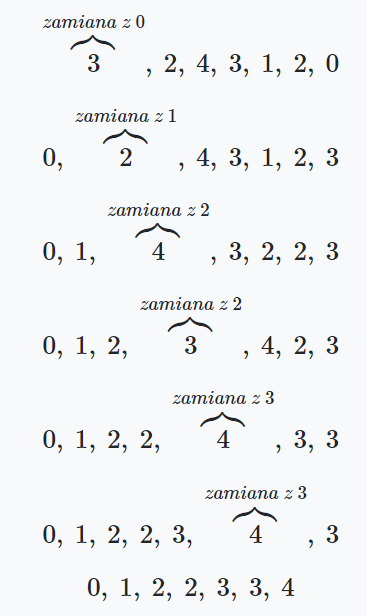 zamiana z 0
3 , 2, 4, 3, 1, 2, 0
zamiana z 1
0, 2 , 4, 3, 1, 2, 3
zamiana z 2
0, 1, 4 , 3, 2, 2, 3
zamiana z 2
0, 1, 2, 3 , 4, 2, 3
zamiana z 3
0, 1, 2, 2, 4 , 3, 3
zamiana z 3
0, 1, 2, 2, 3, 4 , 3
0, 1, 2, 2, 3, 3, 4